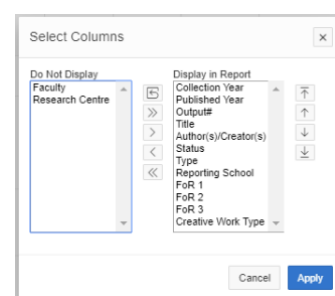 Select Columns
Do Not Display
Faculty
Research Centre
Display in Report
Collection Year
Published Year
Output#
Title
Author(s)/Creator(s)
Status
Type
Reporting School
FoR 1
FoR 2
FoR 3
Creative Work Type
Cancel
Apply